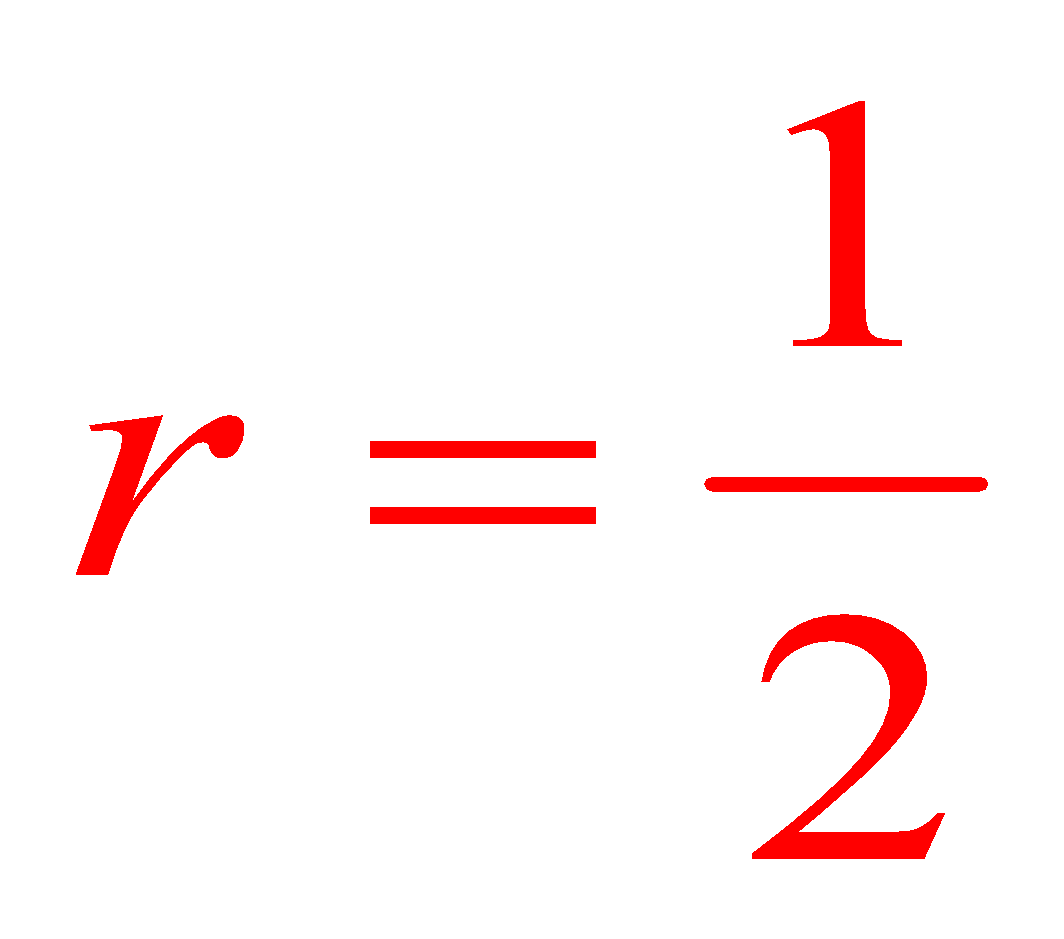 r = 1/2